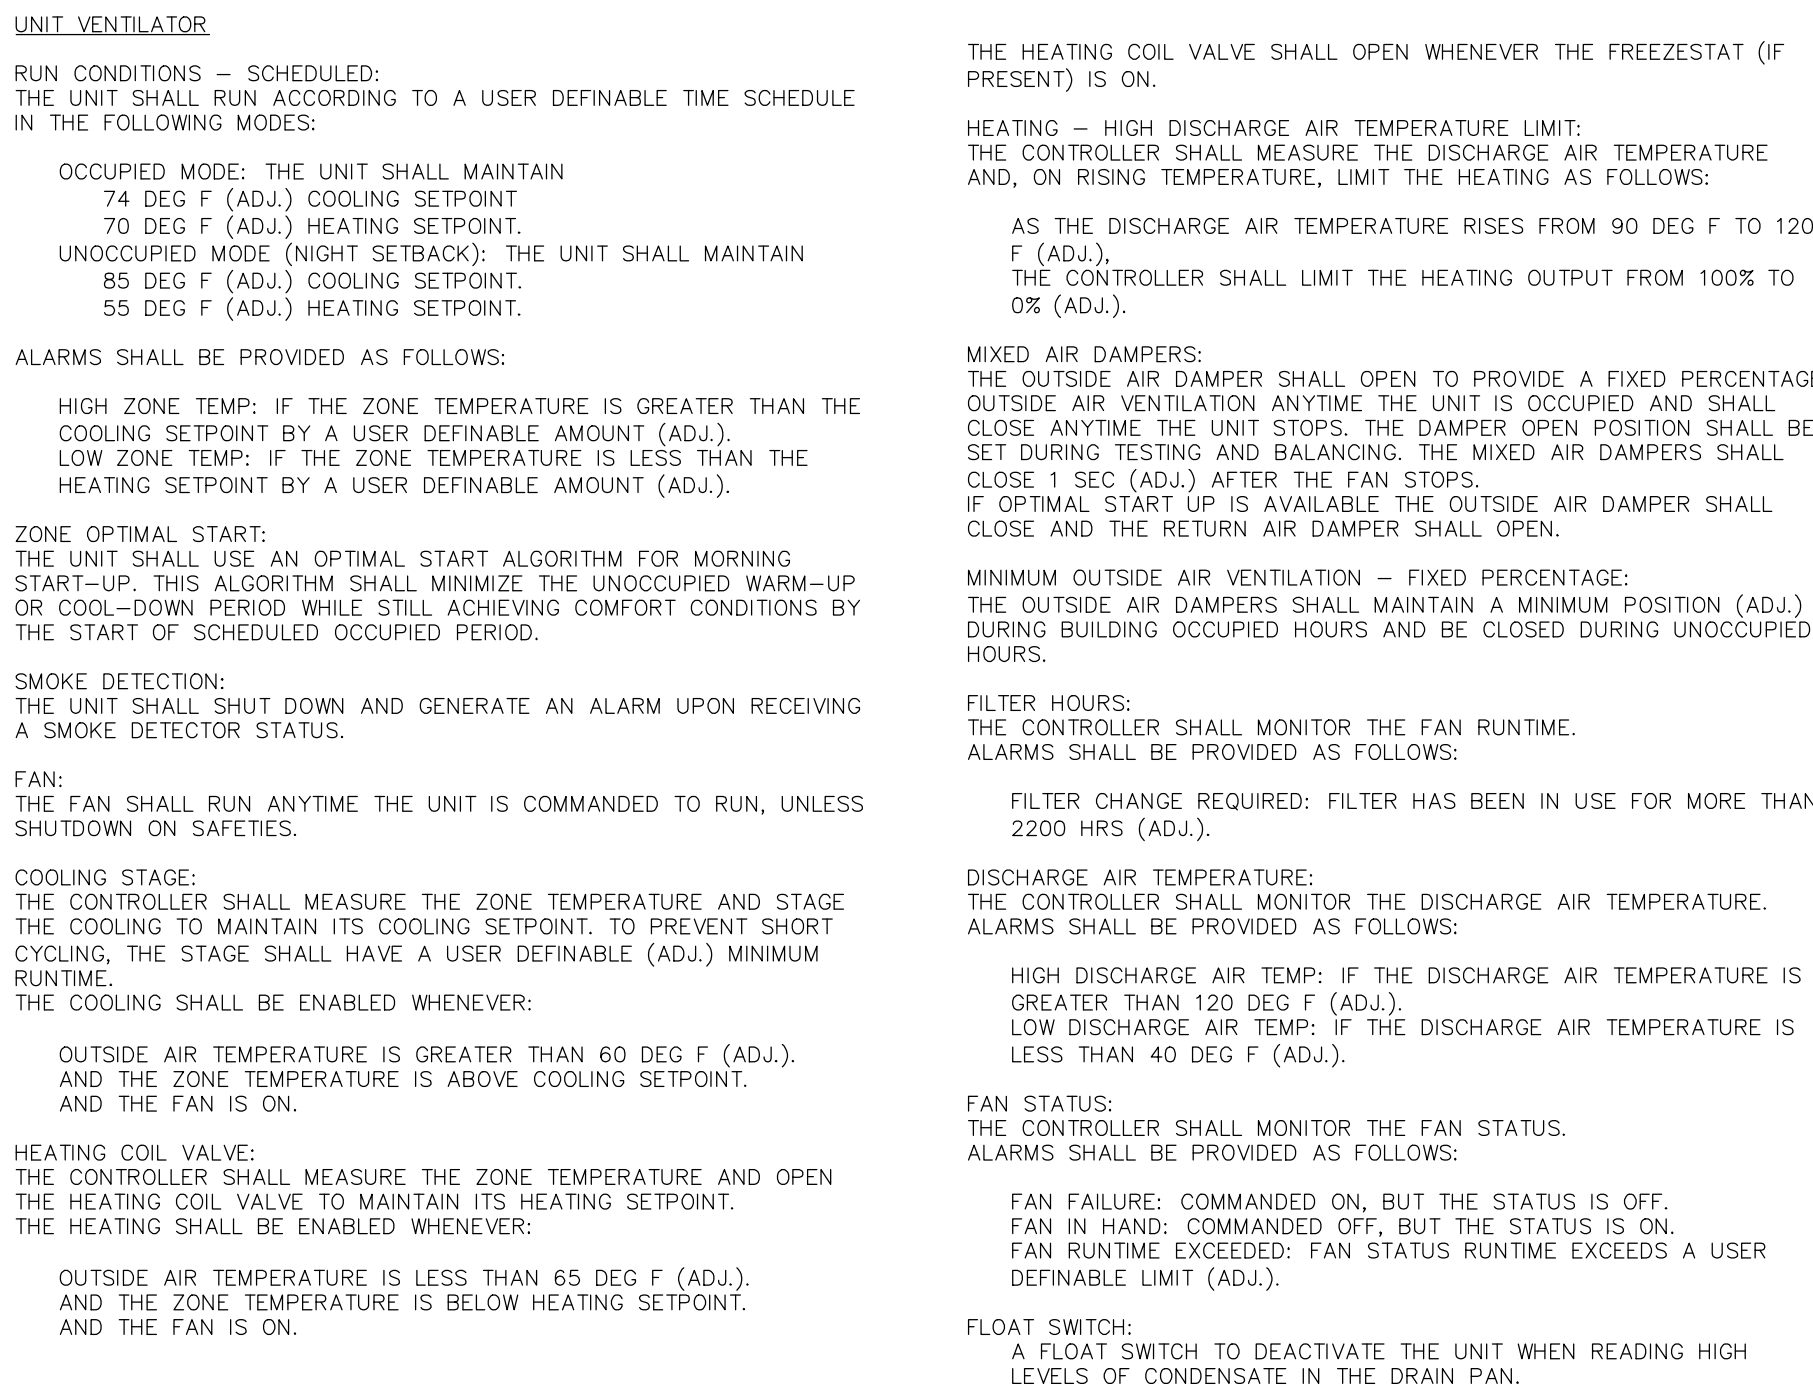 UNIT VENTILATOR
RUN CONDITIONS – SCHEDULED:
THE UNIT SHALL RUN ACCORDING TO A USER DEFINABLE TIME SCHEDULE
IN THE FOLLOWING MODES:
OCCUPIED MODE: THE UNIT SHALL MAINTAIN
74 DEG F (ADJ.) COOLING SETPOINT
70 DEG F (ADJ.) HEATING SETPOINT.
UNOCCUPIED MODE (NIGHT SETBACK): THE UNIT SHALL MAINTAIN
85 DEG F (ADJ.) COOLING SETPOINT.
55 DEG F (ADJ.) HEATING SETPOINT.
ALARMS SHALL BE PROVIDED AS FOLLOWS:
HIGH ZONE TEMP: IF THE ZONE TEMPERATURE IS GREATER THAN THE
COOLING SETPOINT BY A USER DEFINABLE AMOUNT (ADJ.).
LOW ZONE TEMP: IF THE ZONE TEMPERATURE IS LESS THAN THE
HEATING SETPOINT BY A USER DEFINABLE AMOUNT (ADJ.).
ZONE OPTIMAL START:
THE UNIT SHALL USE AN OPTIMAL START ALGORITHM FOR MORNING
START–UP. THIS ALGORITHM SHALL MINIMIZE THE UNOCCUPIED WARM–UP
OR COOL–DOWN PERIOD WHILE STILL ACHIEVING COMFORT CONDITIONS BY
THE START OF SCHEDULED OCCUPIED PERIOD.
SMOKE DETECTION:
THE UNIT SHALL SHUT DOWN AND GENERATE AN ALARM UPON RECEIVING
A SMOKE DETECTOR STATUS.
FAN:
THE FAN SHALL RUN ANYTIME THE UNIT IS COMMANDED TO RUN, UNLESS
SHUTDOWN ON SAFETIES.
COOLING STAGE:
THE CONTROLLER SHALL MEASURE THE ZONE TEMPERATURE AND STAGE
THE COOLING TO MAINTAIN ITS COOLING SETPOINT. TO PREVENT SHORT
CYCLING, THE STAGE SHALL HAVE A USER DEFINABLE (ADJ.) MINIMUM
RUNTIME.
THE COOLING SHALL BE ENABLED WHENEVER:
OUTSIDE AIR TEMPERATURE IS GREATER THAN 60 DEG F (ADJ.).
AND THE ZONE TEMPERATURE IS ABOVE COOLING SETPOINT.
AND THE FAN IS ON.
HEATING COIL VALVE:
THE CONTROLLER SHALL MEASURE THE ZONE TEMPERATURE AND OPEN
THE HEATING COIL VALVE TO MAINTAIN ITS HEATING SETPOINT.
THE HEATING SHALL BE ENABLED WHENEVER:
OUTSIDE AIR TEMPERATURE IS LESS THAN 65 DEG F (ADJ.).
AND THE ZONE TEMPERATURE IS BELOW HEATING SETPOINT.
AND THE FAN IS ON.
THE HEATING COIL VALVE SHALL OPEN WHENEVER THE FREEZESTAT (IF
PRESENT) IS ON.
HEATING – HIGH DISCHARGE AIR TEMPERATURE LIMIT:
THE CONTROLLER SHALL MEASURE THE DISCHARGE AIR TEMPERATURE
AND, ON RISING TEMPERATURE, LIMIT THE HEATING AS FOLLOWS:
AS THE DISCHARGE AIR TEMPERATURE RISES FROM 90 DEG F TO 120
F (ADJ.),
THE CONTROLLER SHALL LIMIT THE HEATING OUTPUT FROM 100% TO
0% (ADJ.).
MIXED AIR DAMPERS:
THE OUTSIDE AIR DAMPER SHALL OPEN TO PROVIDE A FIXED PERCENTAGE
OUTSIDE AIR VENTILATION ANYTIME THE UNIT IS OCCUPIED AND SHALL
CLOSE ANYTIME THE UNIT STOPS. THE DAMPER OPEN POSITION SHALL BE
SET DURING TESTING AND BALANCING. THE MIXED AIR DAMPERS SHALL
CLOSE 1 SEC (ADJ.) AFTER THE FAN STOPS.
IF OPTIMAL START UP IS AVAILABLE THE OUTSIDE AIR DAMPER SHALL
CLOSE AND THE RETURN AIR DAMPER SHALL OPEN.
MINIMUM OUTSIDE AIR VENTILATION – FIXED PERCENTAGE:
THE OUTSIDE AIR DAMPERS SHALL MAINTAIN A MINIMUM POSITION (ADJ.)
DURING BUILDING OCCUPIED HOURS AND BE CLOSED DURING UNOCCUPIED
HOURS.
FILTER HOURS:
THE CONTROLLER SHALL MONITOR THE FAN RUNTIME.
ALARMS SHALL BE PROVIDED AS FOLLOWS:
FILTER CHANGE REQUIRED: FILTER HAS BEEN IN USE FOR MORE THAN
2200 HRS (ADJ.).
DISCHARGE AIR TEMPERATURE:
THE CONTROLLER SHALL MONITOR THE DISCHARGE AIR TEMPERATURE.
ALARMS SHALL BE PROVIDED AS FOLLOWS:
HIGH DISCHARGE AIR TEMP: IF THE DISCHARGE AIR TEMPERATURE IS
GREATER THAN 120 DEG F (ADJ.).
LOW DISCHARGE AIR TEMP: IF THE DISCHARGE AIR TEMPERATURE IS
LESS THAN 40 DEG F (ADJ.).
FAN STATUS:
THE CONTROLLER SHALL MONITOR THE FAN STATUS.
ALARMS SHALL BE PROVIDED AS FOLLOWS:
FAN FAILURE: COMMANDED ON, BUT THE STATUS IS OFF.
FAN IN HAND: COMMANDED OFF, BUT THE STATUS IS ON.
FAN RUNTIME EXCEEDED: FAN STATUS RUNTIME EXCEEDS A USER
DEFINABLE LIMIT (ADJ.).
FLOAT SWITCH:
A FLOAT SWITCH TO DEACTIVATE THE UNIT WHEN READING HIGH
LEVELS OF CONDENSATE IN THE DRAIN PAN.